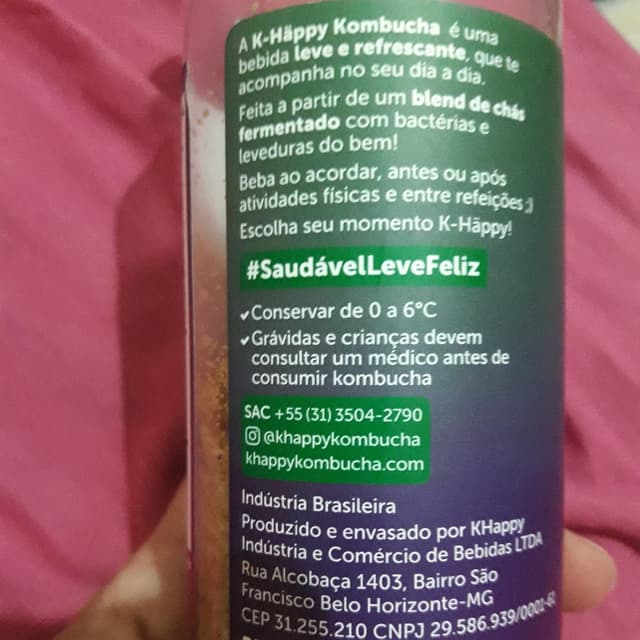 A K-Häppy Kombucha é uma
bebida leve e refrescante, que te
acompanha no seu dia a dia.
Feita a partir de um blend de chás
fermentado com bactérias e
leveduras do bem!
Beba ao acordar, antes ou após
atividades físicas e entre refeições ;)
Escolha seu momento K-Häppy!
#SaudávelLeveFeliz
✓Conservar de 0 a 6°C
✓Grávidas e crianças devem
consultar um médico antes de
consumir kombucha
SAC +55 (31) 3504-2790
@khappykombucha
khappykombucha.com
Indústria Brasileira
Produzido e envasado por KHappy
Indústria e Comércio de Bebidas LTDA
Rua Alcobaça 1403, Bairro São
Francisco Belo Horizonte-MG
CEP 31.255.210 CNPJ 29.586.939/0001-